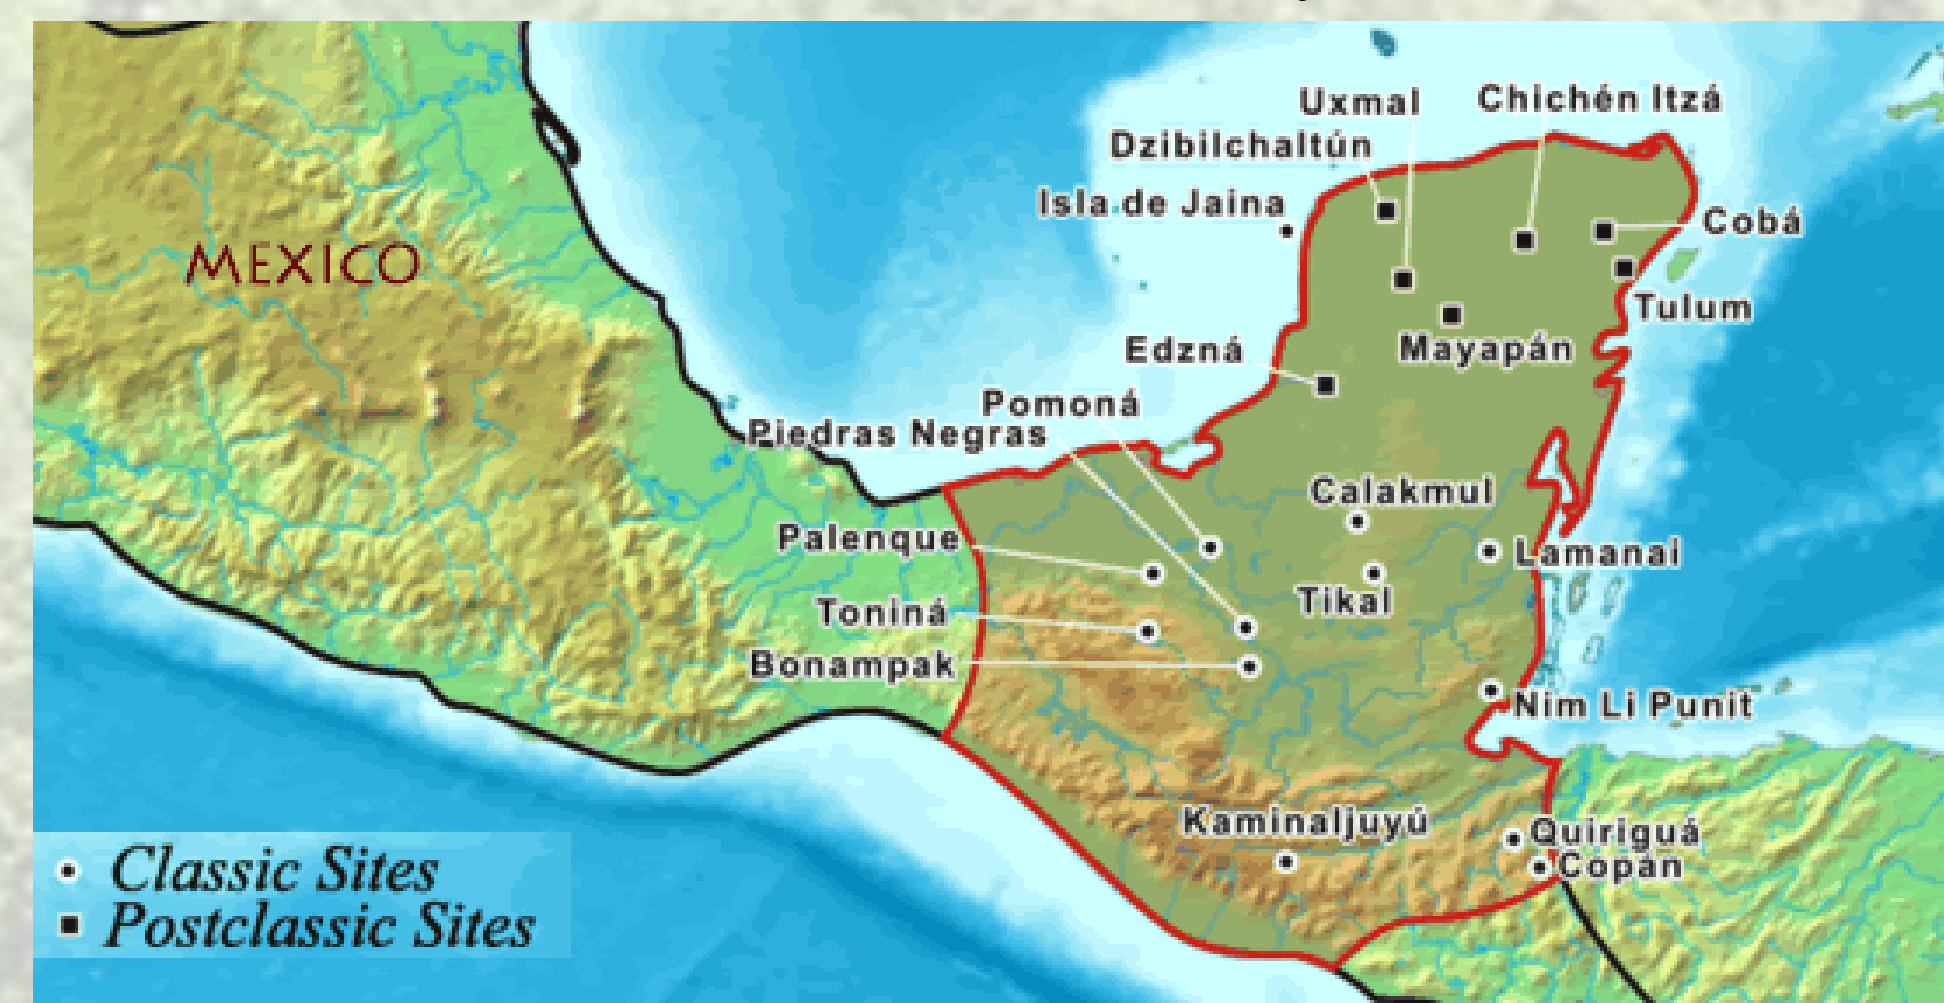 Uxmal
Chichén Itzá
Dzibilchaltún
Isla de Jaina
Cobá
MEXICO
Tulum
Edzná
Mayapán
Pomoná
Piedras Negras
Calakmul
Palenque
Lamanai
Toniná
Tikal
Bonampak
Nim Li Punit
Kaminaljuyú
Quiriguá
Copán
Classic Sites
Postclassic Sites